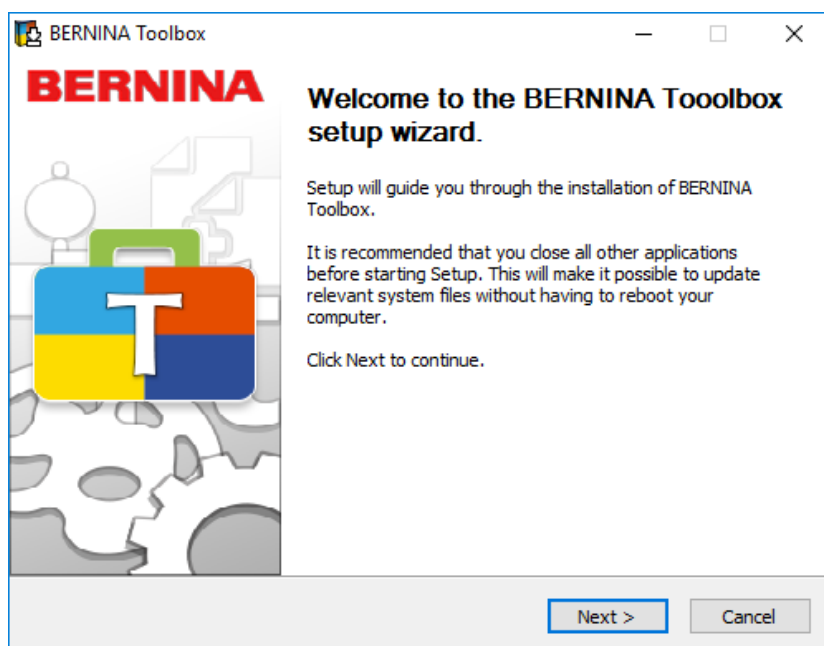 BERNINA Toolbox
BERNINA
Welcome to the BERNINA Tooolbox
setup wizard.
Setup will guide you through the installation of BERNINA
Toolbox.
It is recommended that you close all other applications
before starting Setup. This will make it possible to update
relevant system files without having to reboot your
computer.
Click Next to continue.
T
Next >
Cancel